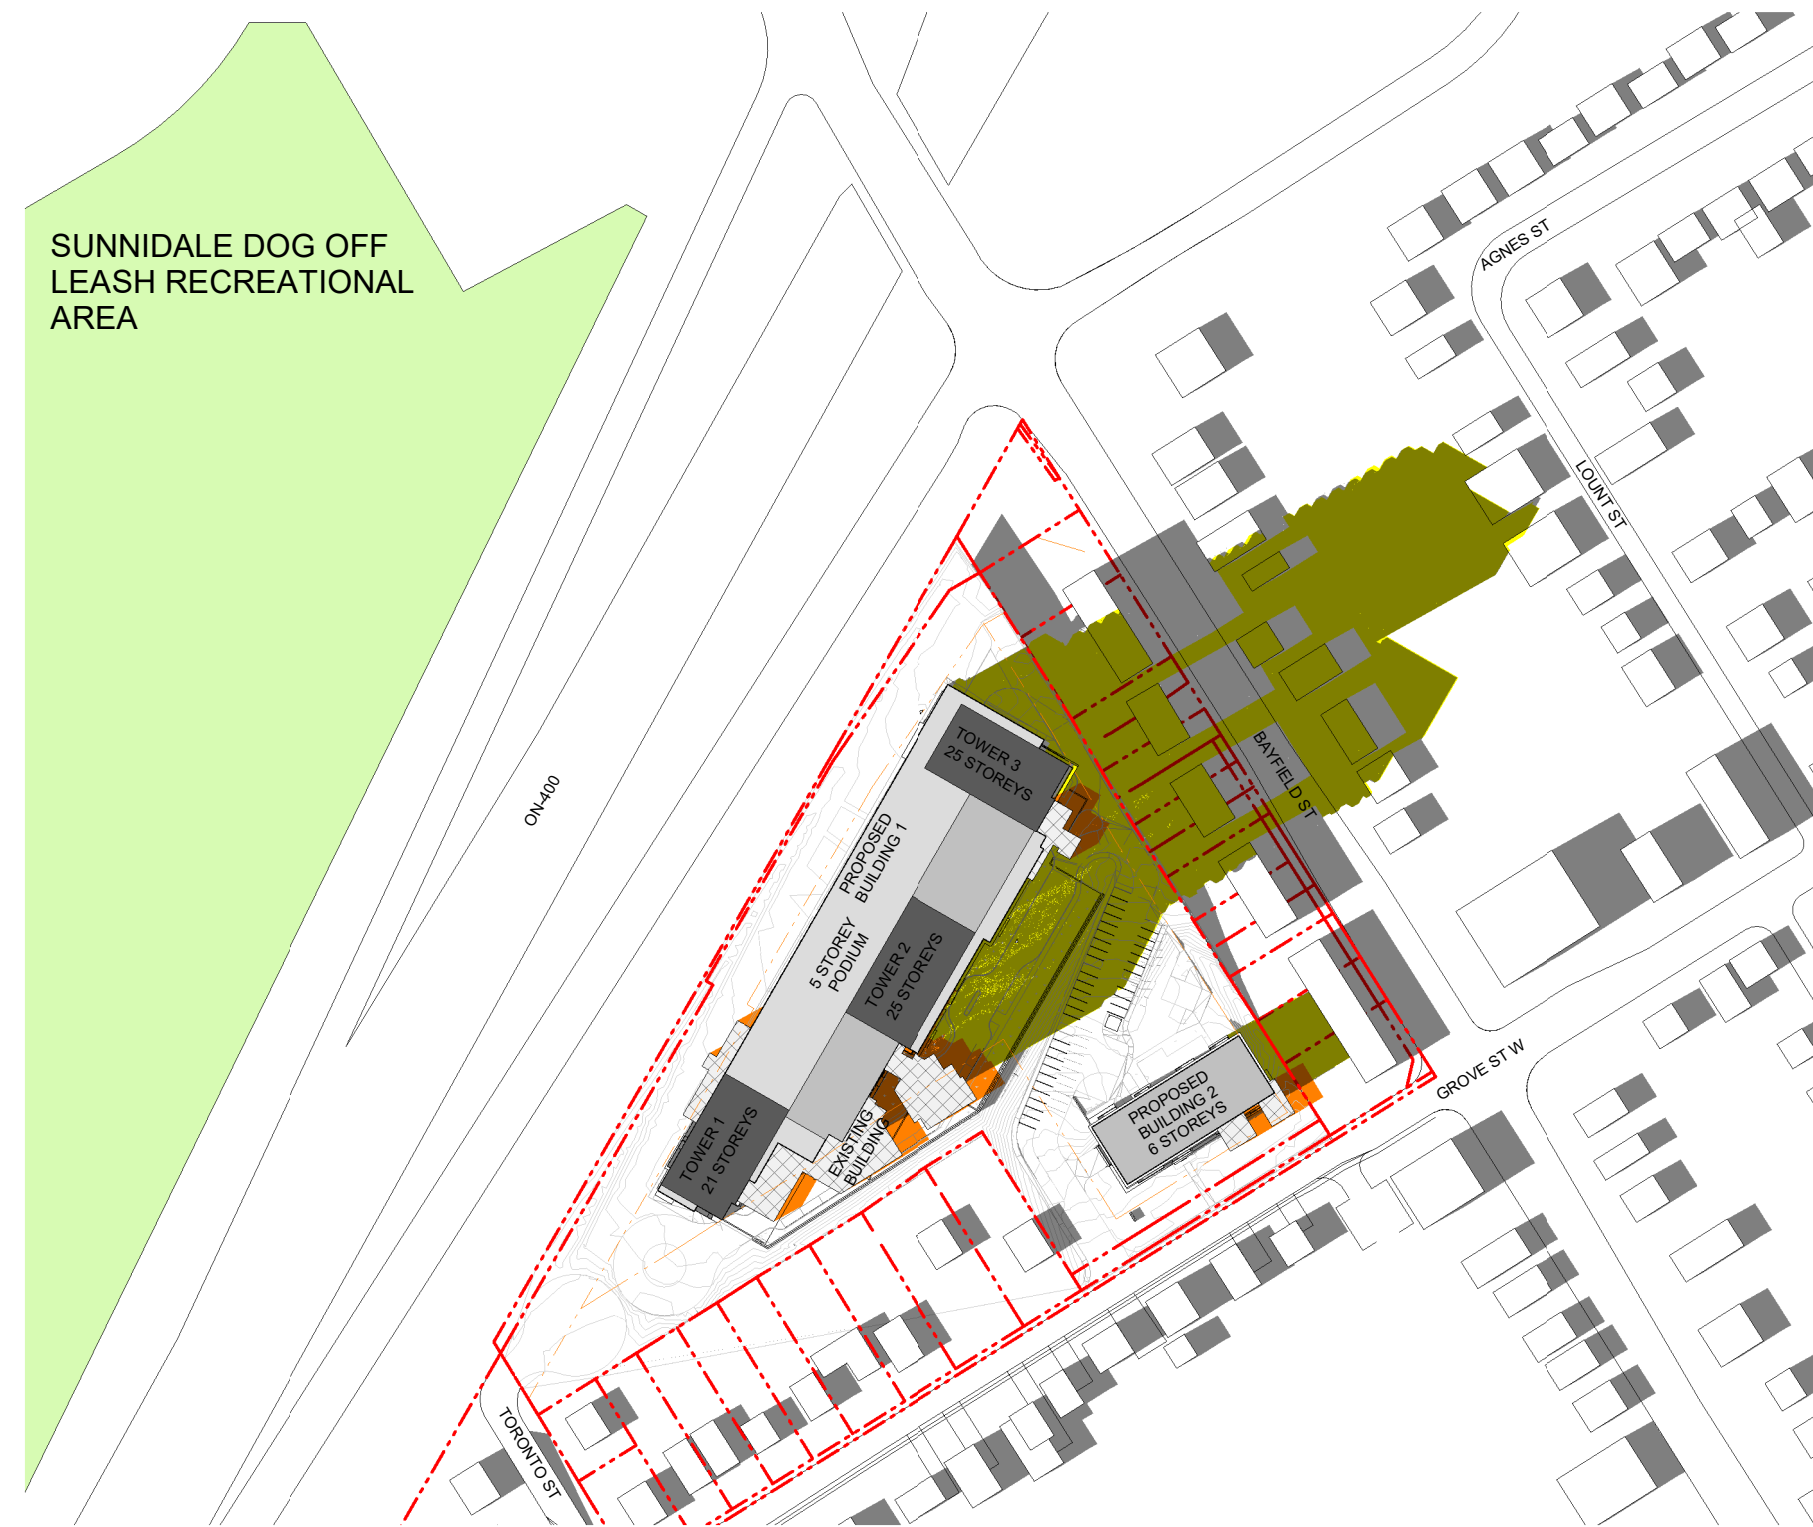 SUNNIDALE DOG OFF
LEASH RECREATIONAL
AREA
AGNES ST
LOUNT ST
BAYFIELD ST
ON-400
TOWER 3
25 STOREYS
PROPOSED
BUILDING 1
5 STOREY
PODIUM
TOWER 2
25 STOREYS
TOWER 1
21 STOREYS
EXISTING
BUILDING
PROPOSED
BUILDING 2
6 STOREYS
GROVE ST W
TORONTO ST